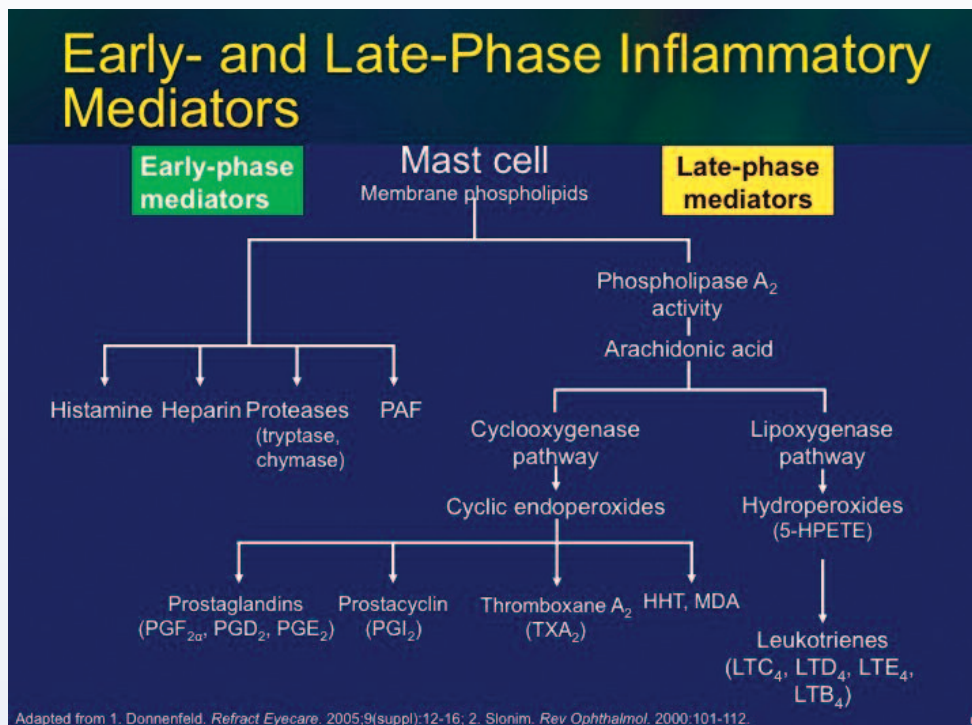 Early- and Late-Phase Inflammatory
Mediators
Early-phase
mediators
Mast cell
Membrane phospholipids
Late-phase
mediators
Phospholipase A₂
activity
Arachidonic acid
Histamine
Heparin
Proteases
(tryptase,
chymase)
PAF
Cyclooxygenase
pathway
Lipoxygenase
pathway
Cyclic endoperoxides
Hydroperoxides
(5-HPETE)
Prostaglandins
(PGF₂α, PGD₂, PGE₂)
Prostacyclin
(PGI₂)
Thromboxane A₂
(TXA₂)
HHT, MDA
Leukotrienes
(LTC₄, LTD₄, LTE₄,
LTB₄)
Adapted from 1. Donnenfeld. Refract Eyecare. 2005;9(suppl):12-16; 2. Slonim. Rev Ophthalmol. 2000:101-112.